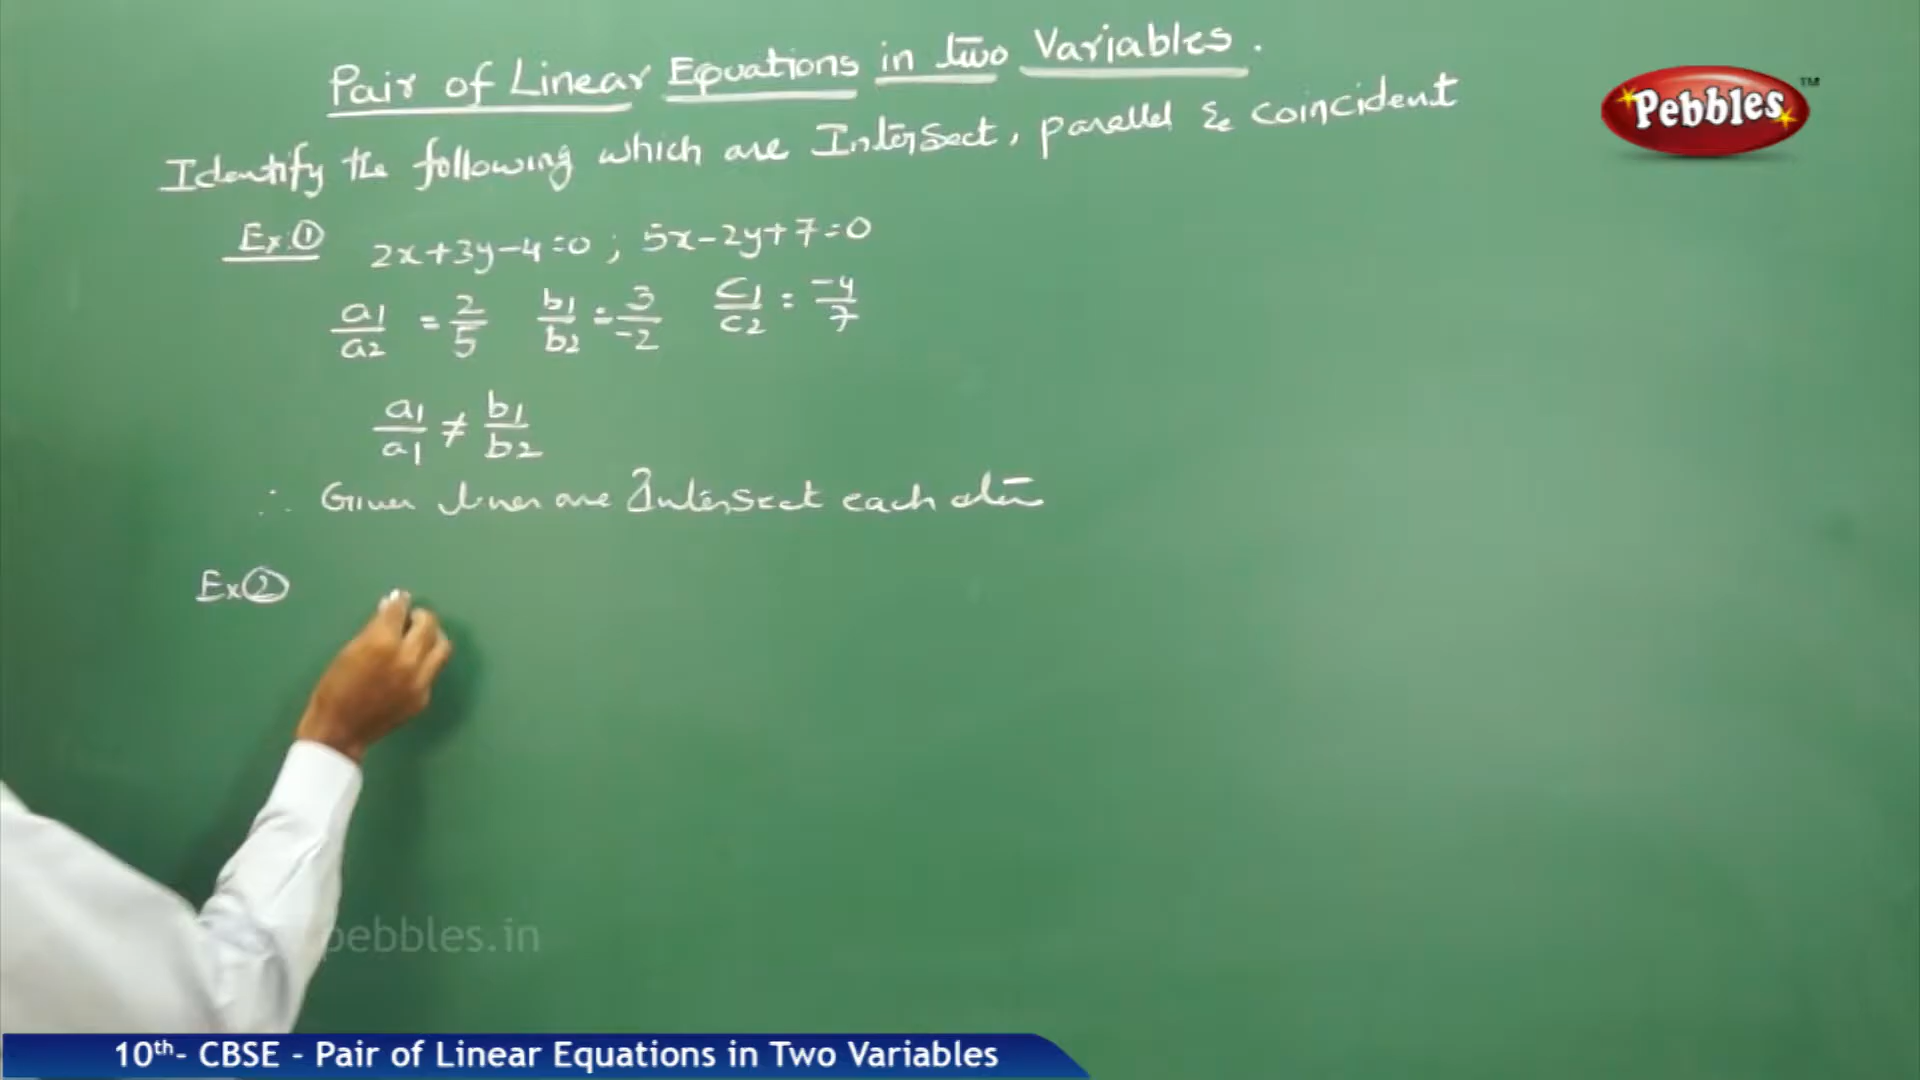 Pair of Linear Equations in two Variables.
Identify the following which are Intersect, parallel & coincident
Pebbles™
Ex:① 2x+3y-4=0 ; 5x-2y+7=0
a1/a2 = 2/5 b1/b2 = 3/-2 c1/c2 = -4/7
a1/a1 ≠ b1/b2
∴ Given lines are Intersect each other
Ex②
pebbles.in
10th- CBSE - Pair of Linear Equations in Two Variables